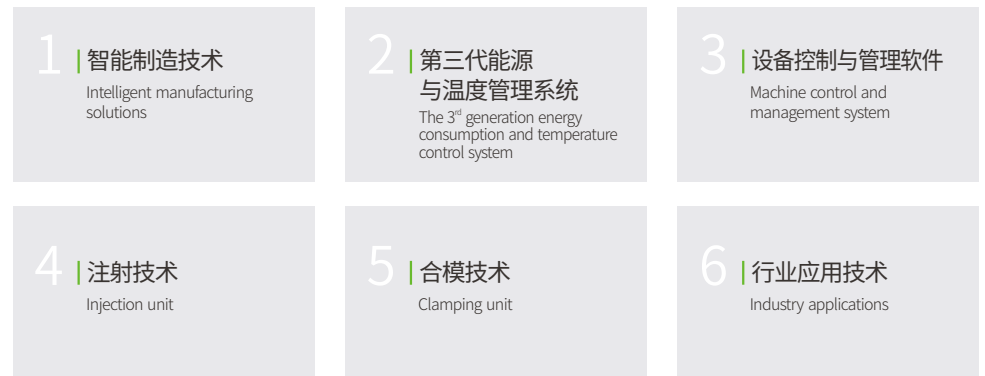 1
智能制造技术
Intelligent manufacturing
solutions
2
第三代能源
与温度管理系统
The 3rd generation energy
consumption and temperature
control system
3
设备控制与管理软件
Machine control and
management system
4
注射技术
Injection unit
5
合模技术
Clamping unit
6
行业应用技术
Industry applications